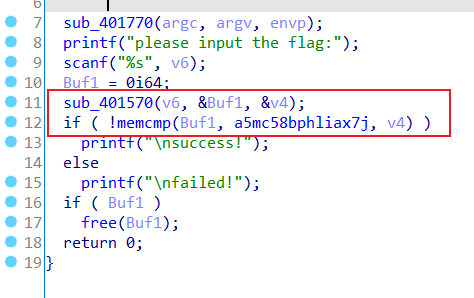 6
7 sub_401770(argc, argv, envp);
8 printf("please input the flag:");
9 scanf("%s", v6);
10 Buf1 = 0i64;
11 sub_401570(v6, &Buf1, &v4);
12 if ( !memcmp(Buf1, a5mc58bphliax7j, v4) )
13 printf("\nsuccess!");
14 else
15 printf("\nfailed!");
16 if ( Buf1 )
17 free(Buf1);
18 return 0;
19 }